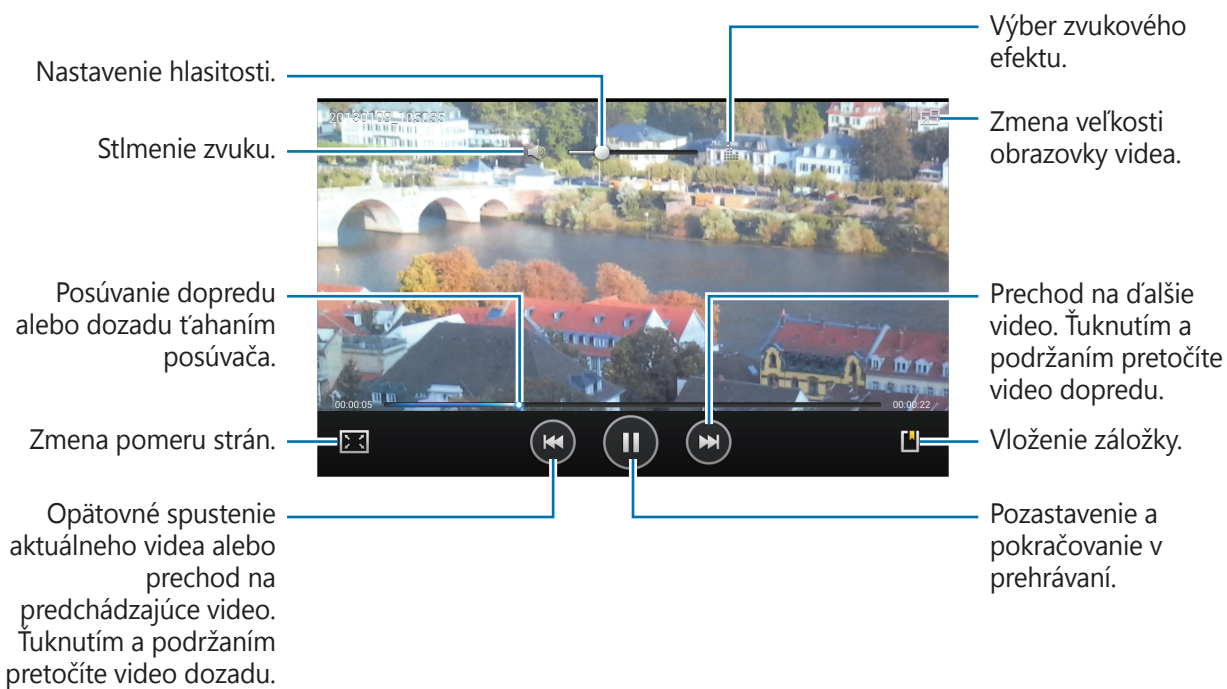 Nastavenie hlasitosti.
Stlmenie zvuku.
Posúvanie dopredu
alebo dozadu ťahaním
posúvača.
Zmena pomeru strán.
Opätovné spustenie
aktuálneho videa alebo
prechod na
predchádzajúce video.
Ťuknutím a podržaním
pretočíte video dozadu.
20130109_105035
00:00:05
00:00:22
Výber zvukového
efektu.
Zmena veľkosti
obrazovky videa.
Prechod na ďalšie
video. Ťuknutím a
podržaním pretočíte
video dopredu.
Vloženie záložky.
Pozastavenie a
pokračovanie v
prehrávaní.